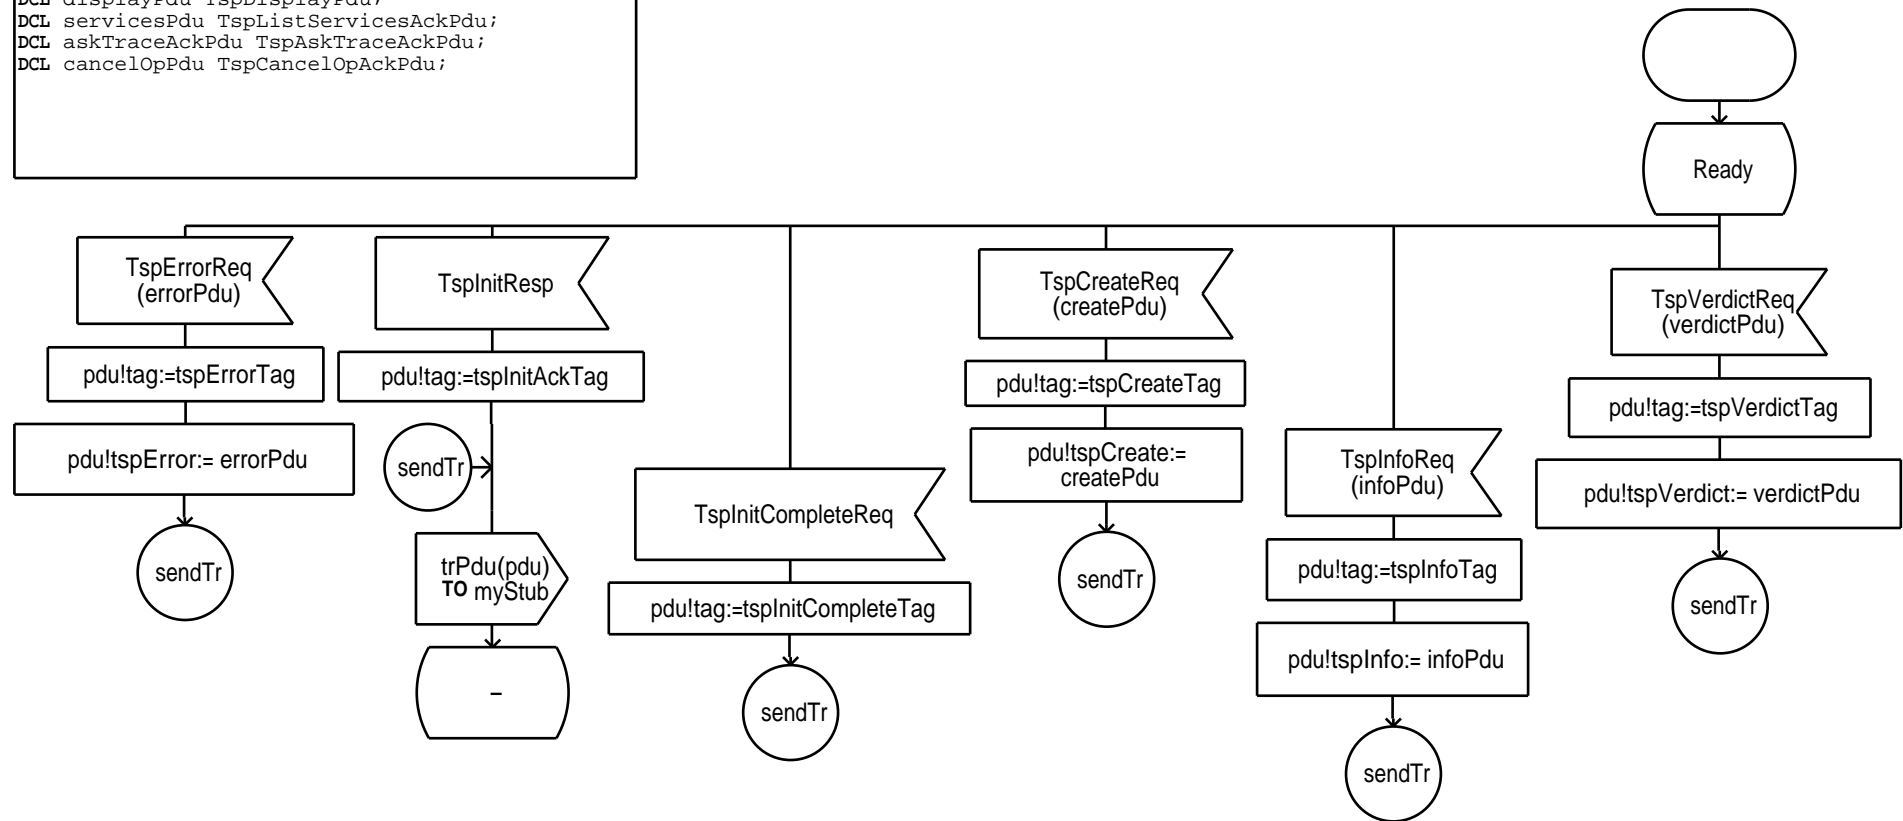 DCL displayPdu TspDisplayPdu;
DCL servicesPdu TspListServicesAckPdu;
DCL askTraceAckPdu TspAskTraceAckPdu;
DCL cancelOpPdu TspCancelOpAckPdu;
Ready
TspErrorReq
(errorPdu)
pdu!tag:=tspErrorTag
pdu!tspError:= errorPdu
sendTr
TspInitResp
pdu!tag:=tspInitAckTag
sendTr
trPdu(pdu)
TO myStub
–
TspInitCompleteReq
pdu!tag:=tspInitCompleteTag
sendTr
TspCreateReq
(createPdu)
pdu!tag:=tspCreateTag
pdu!tspCreate:=
createPdu
sendTr
TspInfoReq
(infoPdu)
pdu!tag:=tspInfoTag
pdu!tspInfo:= infoPdu
sendTr
TspVerdictReq
(verdictPdu)
pdu!tag:=tspVerdictTag
pdu!tspVerdict:= verdictPdu
sendTr